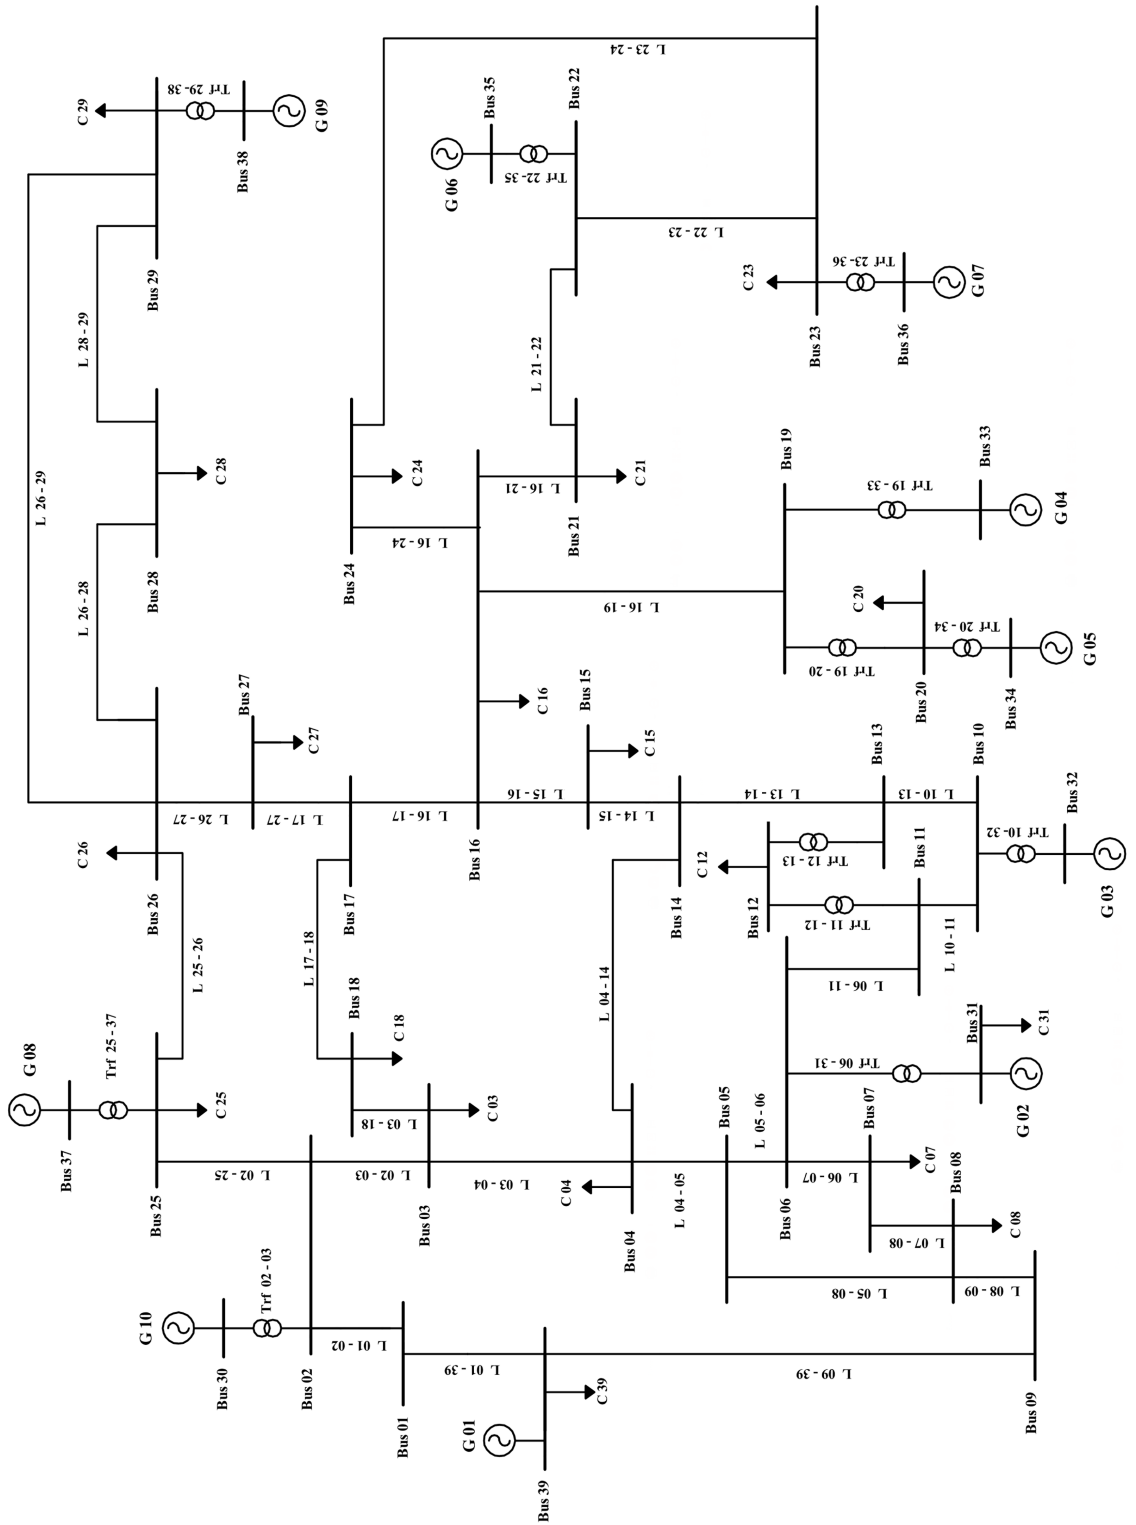 G 10
Bus 30
Trf 02 - 03
Bus 02
L 01 - 02
Bus 01
L 01 - 39
G 01
Bus 39
C 39
L 09 - 39
Bus 09
G 08
Bus 37
Trf 25 - 37
Bus 25
C 25
L 02 - 25
L 02 - 03
Bus 03
C 03
L 03 - 18
Bus 18
C 18
L 03 - 04
C 04
Bus 04
L 04 - 05
Bus 05
L 05 - 06
Bus 06
L 06 - 07
Bus 07
C 07
L 07 - 08
Bus 08
C 08
L 05 - 08
L 08 - 09
L 25 - 26
C 26
Bus 26
L 26 - 27
Bus 27
C 27
L 17 - 27
L 17 - 18
Bus 17
L 16 - 17
Bus 16
C 16
L 15 - 16
Bus 15
C 15
L 14 - 15
L 04 - 14
Bus 14
L 13 - 14
Bus 13
C 12
Bus 12
Trf 12 - 13
Trf 11 - 12
Bus 11
L 06 - 11
L 10 - 11
L 10 - 13
Bus 10
Trf 10- 32
Bus 32
G 03
Trf 06 - 31
Bus 31
C 31
G 02
L 26 - 29
L 26 - 28
Bus 28
C 28
L 28 - 29
Bus 29
C 29
Trf 29 - 38
Bus 38
G 09
Bus 24
C 24
L 16 - 24
L 16 - 21
Bus 21
C 21
L 16 - 19
Bus 19
Trf 19 - 20
C 20
Bus 20
Trf 20 - 34
Bus 34
G 05
Trf 19 - 33
Bus 33
G 04
L 21 - 22
G 06
Bus 35
Trf 22 - 35
Bus 22
L 22 - 23
L 23 - 24
C 23
Bus 23
Trf 23 - 36
Bus 36
G 07